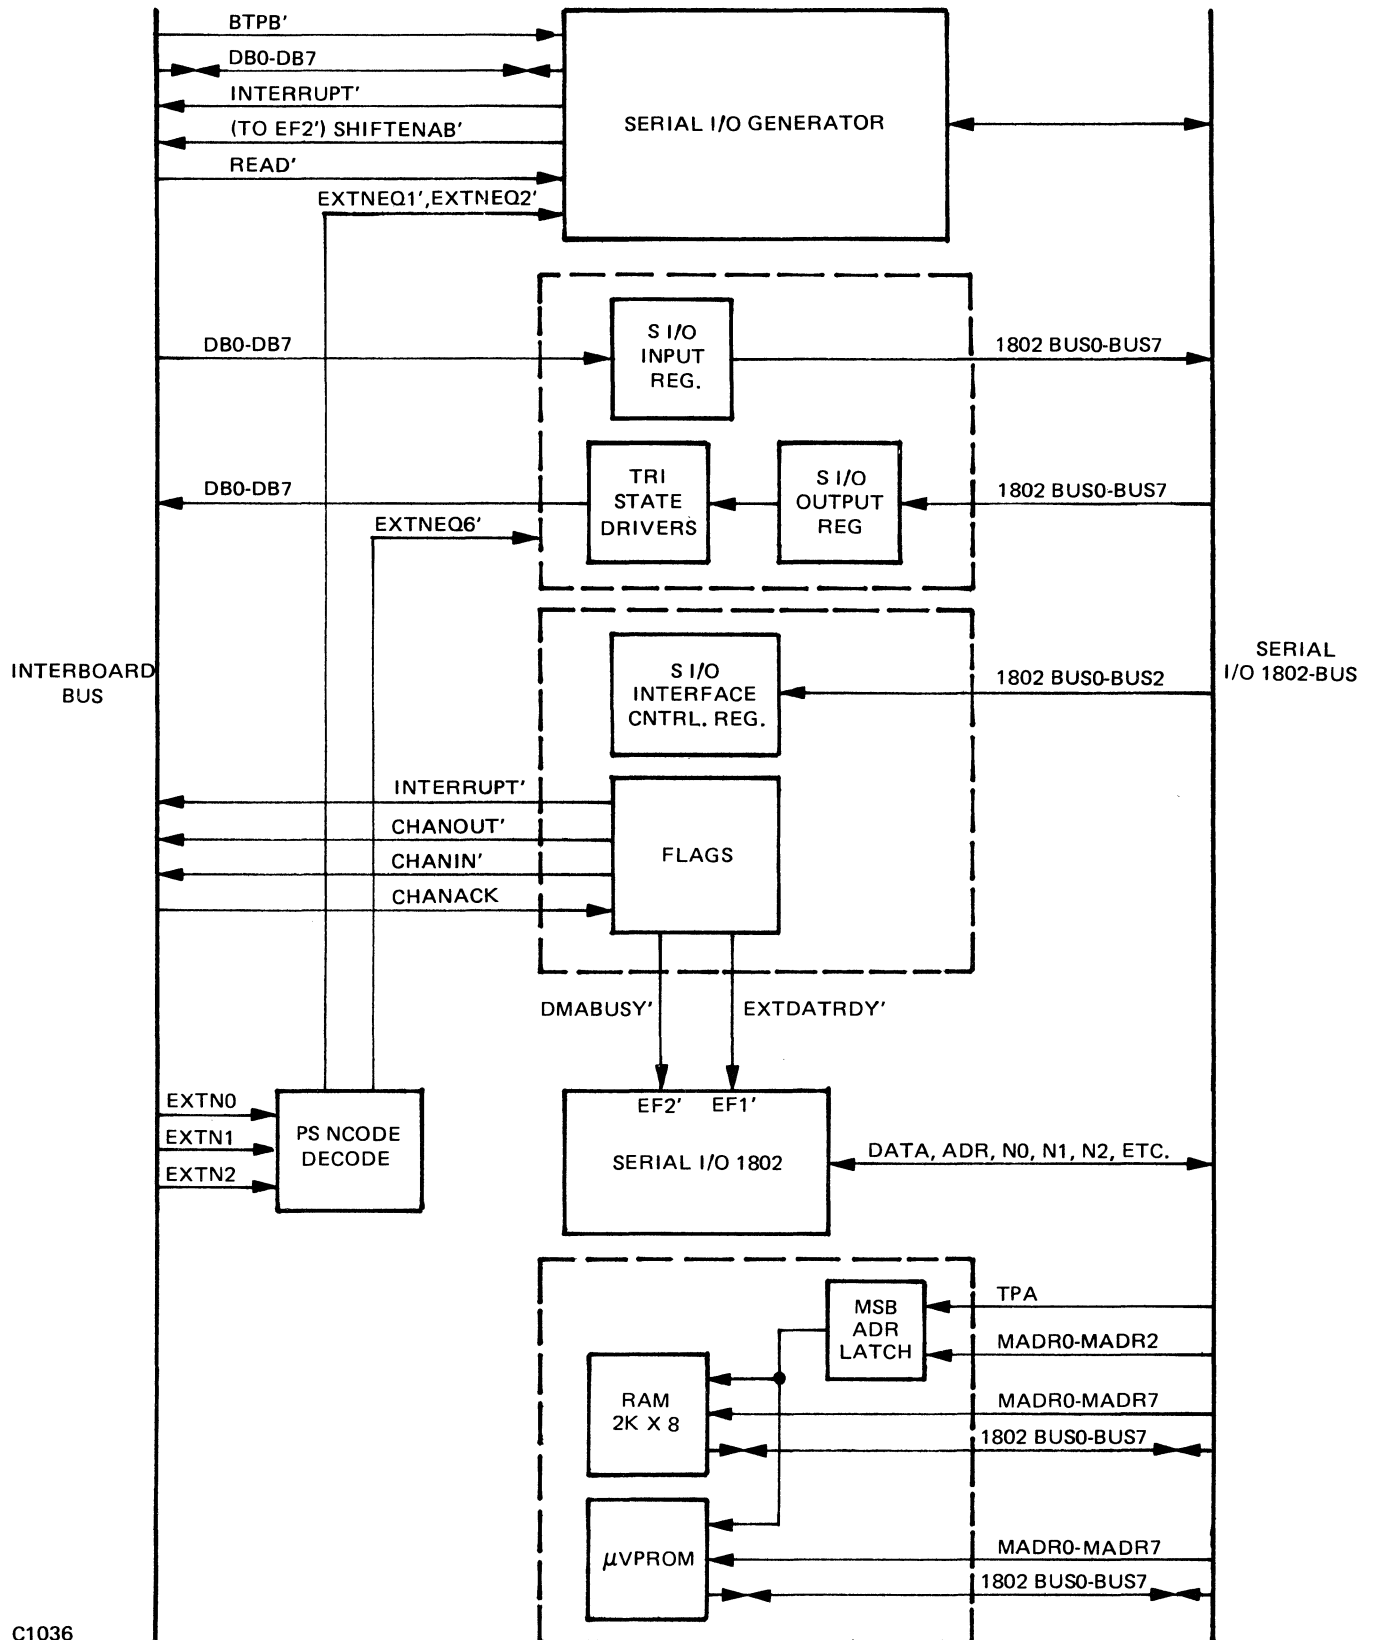 BTPB′
DB0-DB7
INTERRUPT′
(TO EF2′) SHIFTENAB′
READ′
EXTNEQ1′,EXTNEQ2′
SERIAL I/O GENERATOR
DB0-DB7
S I/O
INPUT
REG.
1802 BUS0-BUS7
DB0-DB7
TRI
STATE
DRIVERS
S I/O
OUTPUT
REG
1802 BUS0-BUS7
EXTNEQ6′
INTERBOARD
BUS
S I/O
INTERFACE
CNTRL. REG.
1802 BUS0-BUS2
SERIAL
I/O 1802-BUS
INTERRUPT′
CHANOUT′
CHANIN′
CHANACK
FLAGS
DMABUSY′
EXTDATRDY′
EXTN0
EXTN1
EXTN2
PS NCODE
DECODE
EF2′ EF1′
SERIAL I/O 1802
DATA, ADR, N0, N1, N2, ETC.
MSB
ADR
LATCH
TPA
MADR0-MADR2
RAM
2K X 8
MADR0-MADR7
1802 BUS0-BUS7
μVPROM
MADR0-MADR7
1802 BUS0-BUS7
C1036